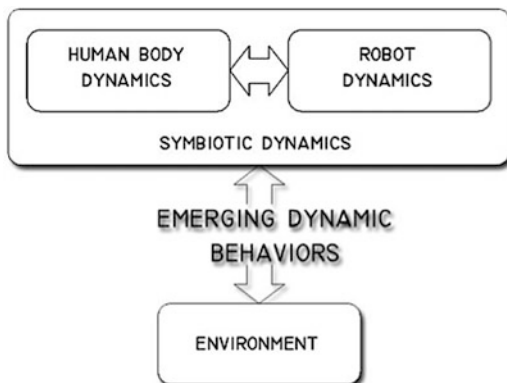 HUMAN BODY
DYNAMICS
ROBOT
DYNAMICS
SYMBIOTIC DYNAMICS
EMERGING DYNAMIC
BEHAVIORS
ENVIRONMENT